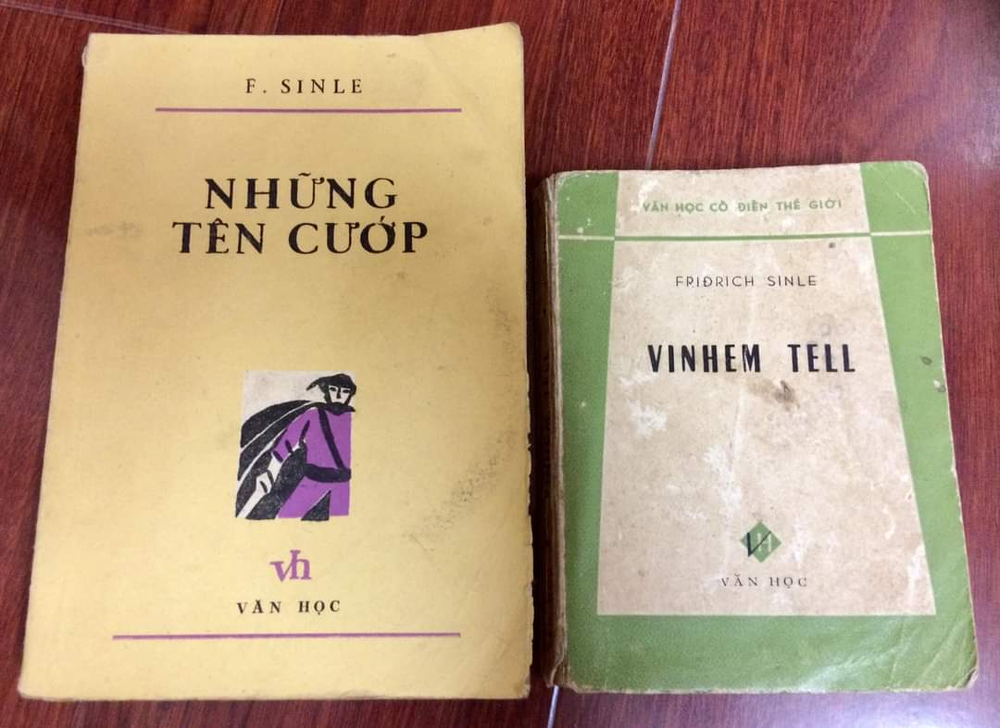 F. SINLE
NHỮNG
TÊN CƯỚP
vh
VĂN HỌC
VĂN HỌC CỔ ĐIỂN THẾ GIỚI
FRIĐRICH SINLE
VINHEM TELL
VH
VĂN HỌC